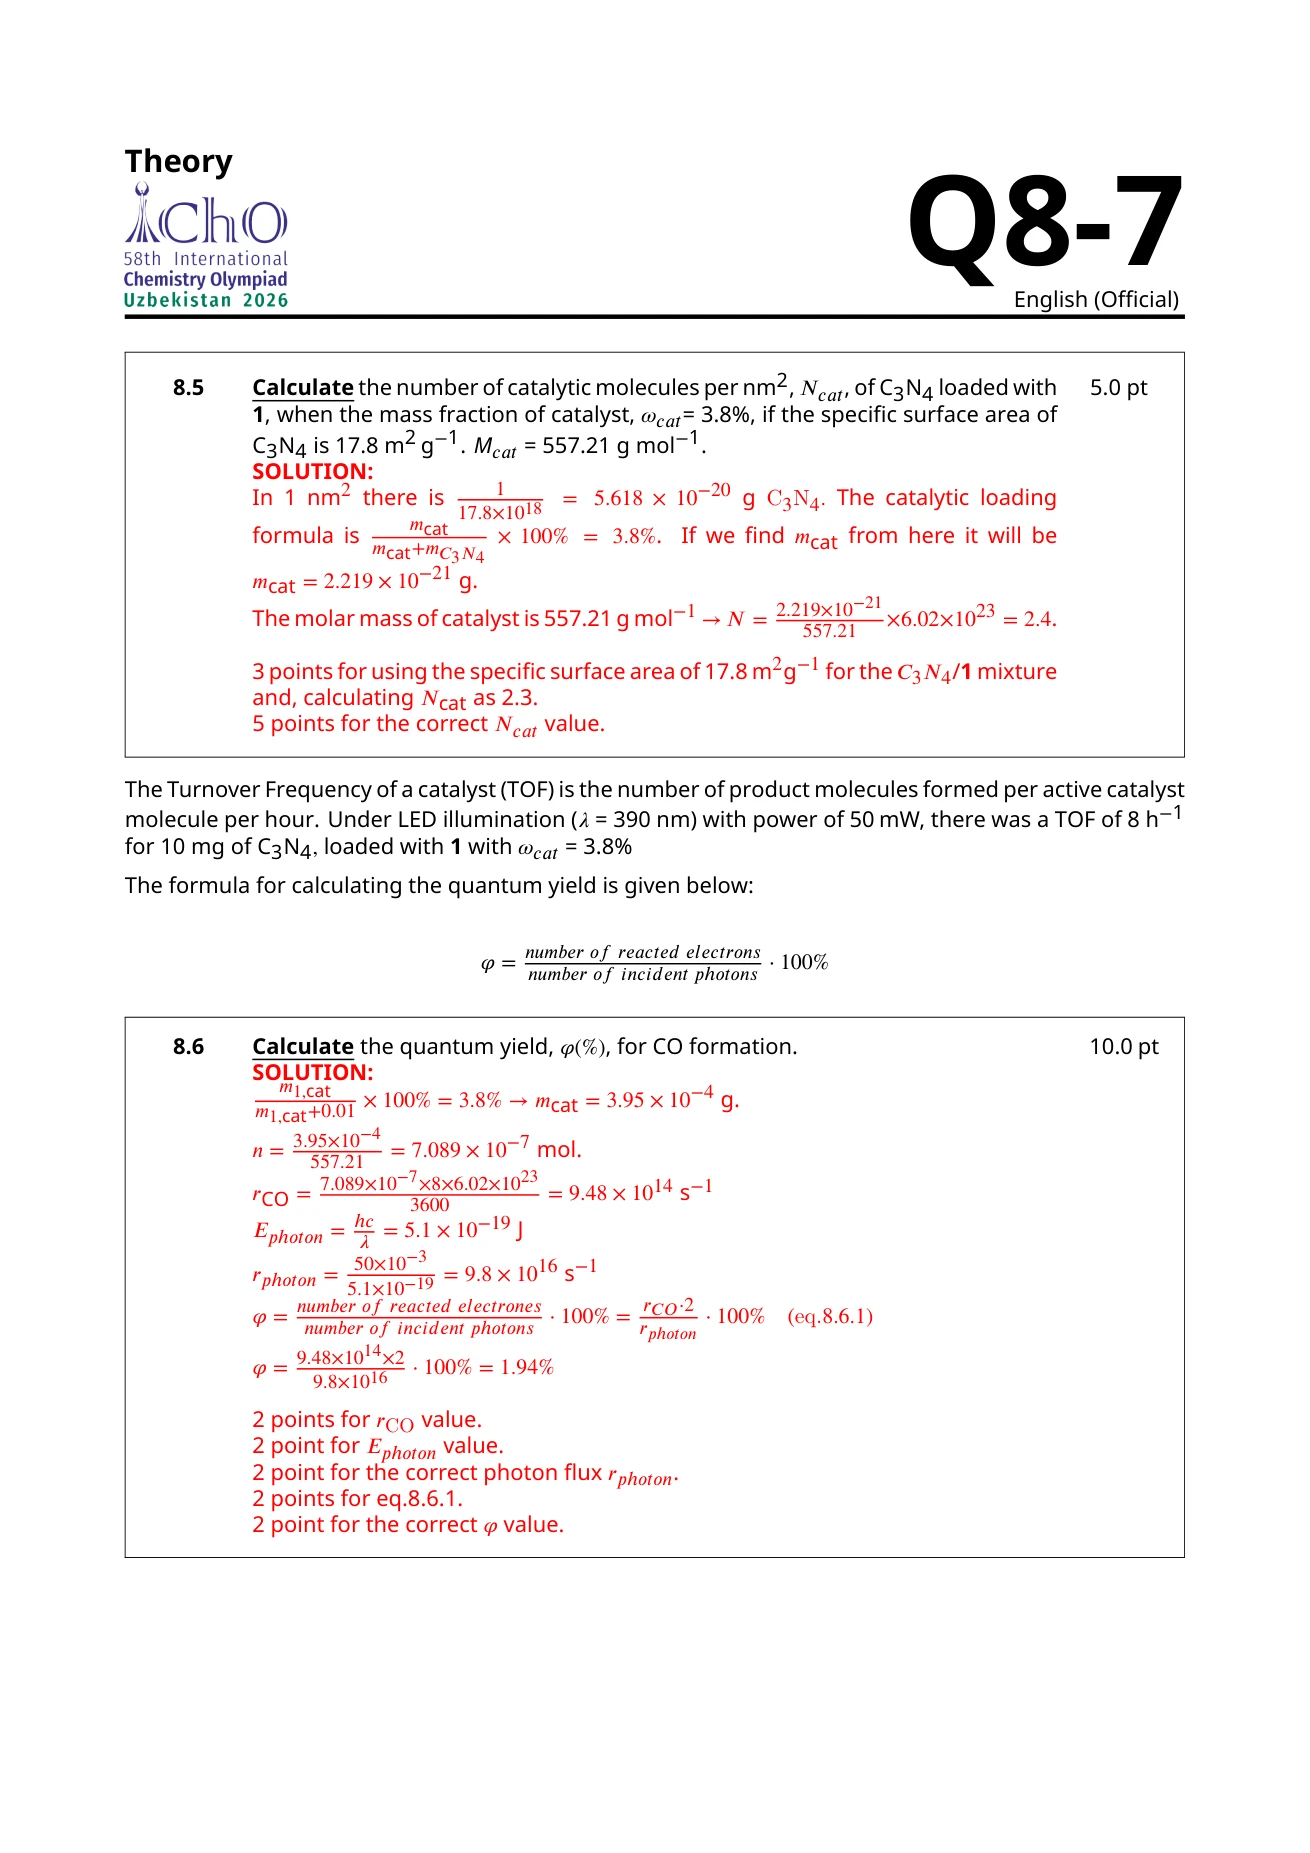 Theory
IChO
58th International
Chemistry Olympiad
Uzbekistan 2026
Q8-7
English (Official)
8.5 Calculate the number of catalytic molecules per nm², N_cat, of C₃N₄ loaded with 5.0 pt
1, when the mass fraction of catalyst, ω_cat= 3.8%, if the specific surface area of
C₃N₄ is 17.8 m² g⁻¹. M_cat = 557.21 g mol⁻¹.
SOLUTION:
In 1 nm² there is 1/(17.8×10¹⁸) = 5.618 × 10⁻²⁰ g C₃N₄. The catalytic loading
formula is m_cat/(m_cat+m_C₃N₄) × 100% = 3.8%. If we find m_cat from here it will be
m_cat = 2.219 × 10⁻²¹ g.
The molar mass of catalyst is 557.21 g mol⁻¹ → N = (2.219×10⁻²¹)/557.21 ×6.02×10²³ = 2.4.
3 points for using the specific surface area of 17.8 m²g⁻¹ for the C₃N₄/1 mixture
and, calculating N_cat as 2.3.
5 points for the correct N_cat value.
The Turnover Frequency of a catalyst (TOF) is the number of product molecules formed per active catalyst
molecule per hour. Under LED illumination (λ = 390 nm) with power of 50 mW, there was a TOF of 8 h⁻¹
for 10 mg of C₃N₄, loaded with 1 with ω_cat = 3.8%
The formula for calculating the quantum yield is given below:
φ = (number of reacted electrons)/(number of incident photons) · 100%
8.6 Calculate the quantum yield, φ(%), for CO formation. 10.0 pt
SOLUTION:
m_1,cat/(m_1,cat+0.01) × 100% = 3.8% → m_cat = 3.95 × 10⁻⁴ g.
n = (3.95×10⁻⁴)/557.21 = 7.089 × 10⁻⁷ mol.
r_CO = (7.089×10⁻⁷×8×6.02×10²³)/3600 = 9.48 × 10¹⁴ s⁻¹
E_photon = hc/λ = 5.1 × 10⁻¹⁹ J
r_photon = (50×10⁻³)/(5.1×10⁻¹⁹) = 9.8 × 10¹⁶ s⁻¹
φ = (number of reacted electrones)/(number of incident photons) · 100% = (r_CO·2)/r_photon · 100% (eq.8.6.1)
φ = (9.48×10¹⁴×2)/(9.8×10¹⁶) · 100% = 1.94%
2 points for r_CO value.
2 point for E_photon value.
2 point for the correct photon flux r_photon.
2 points for eq.8.6.1.
2 point for the correct φ value.